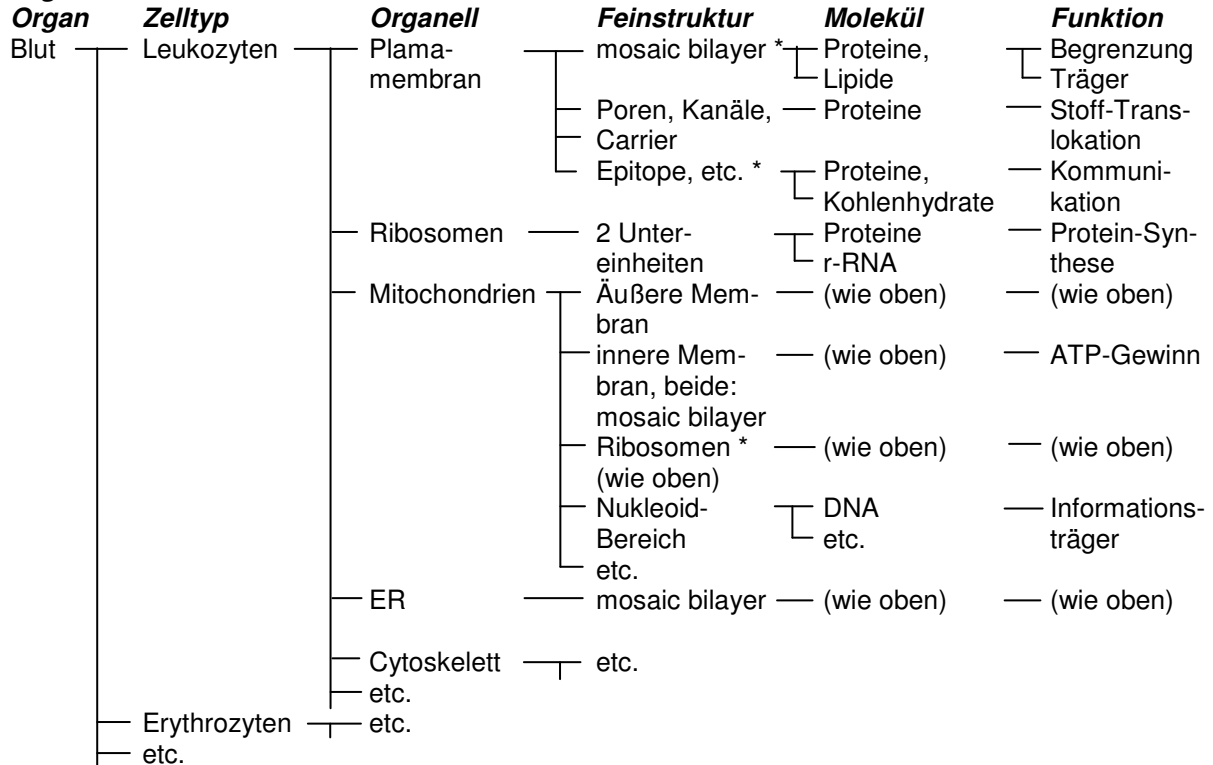 Organ Zelltyp Organell Feinstruktur Molekül Funktion
Blut Leukozyten Plama- mosaic bilayer * Proteine, Begrenzung
membran Lipide Träger
Poren, Kanäle, Proteine Stoff-Trans-
Carrier lokation
Epitope, etc. * Proteine, Kommuni-
Kohlenhydrate kation
Ribosomen 2 Unter- Proteine Protein-Syn-
einheiten r-RNA these
Mitochondrien Äußere Mem- (wie oben) (wie oben)
bran
innere Mem- (wie oben) ATP-Gewinn
bran, beide:
mosaic bilayer
Ribosomen * (wie oben) (wie oben)
(wie oben)
Nukleoid- DNA Informations-
Bereich etc. träger
etc.
ER mosaic bilayer (wie oben) (wie oben)
Cytoskelett etc.
etc.
Erythrozyten etc.
etc.